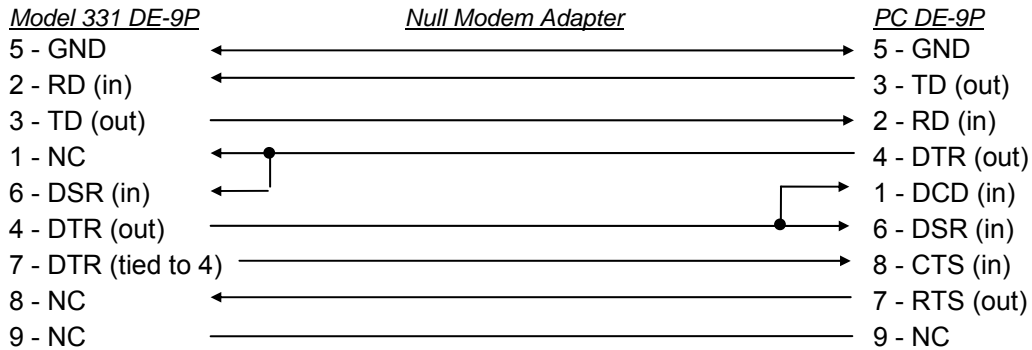 Model 331 DE-9P Null Modem Adapter PC DE-9P
5 - GND 5 - GND
2 - RD (in) 3 - TD (out)
3 - TD (out) 2 - RD (in)
1 - NC 4 - DTR (out)
6 - DSR (in) 1 - DCD (in)
4 - DTR (out) 6 - DSR (in)
7 - DTR (tied to 4) 8 - CTS (in)
8 - NC 7 - RTS (out)
9 - NC 9 - NC